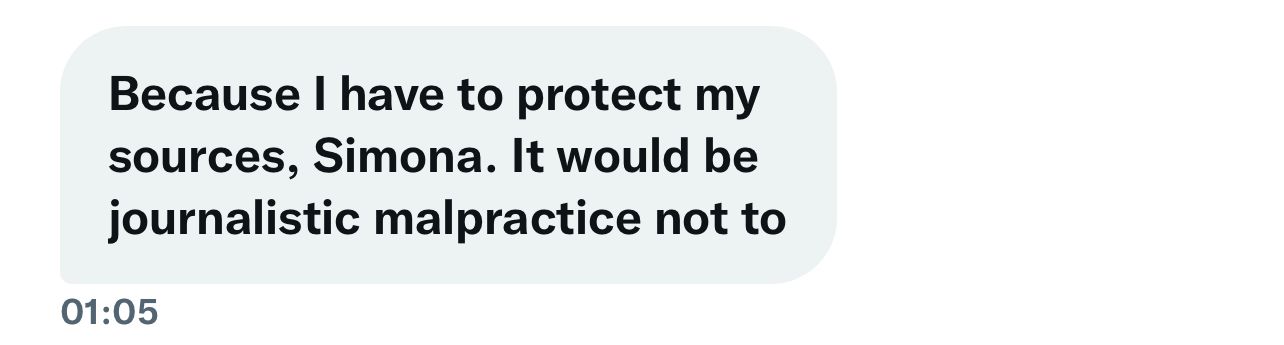 Because I have to protect my
sources, Simona. It would be
journalistic malpractice not to
01:05